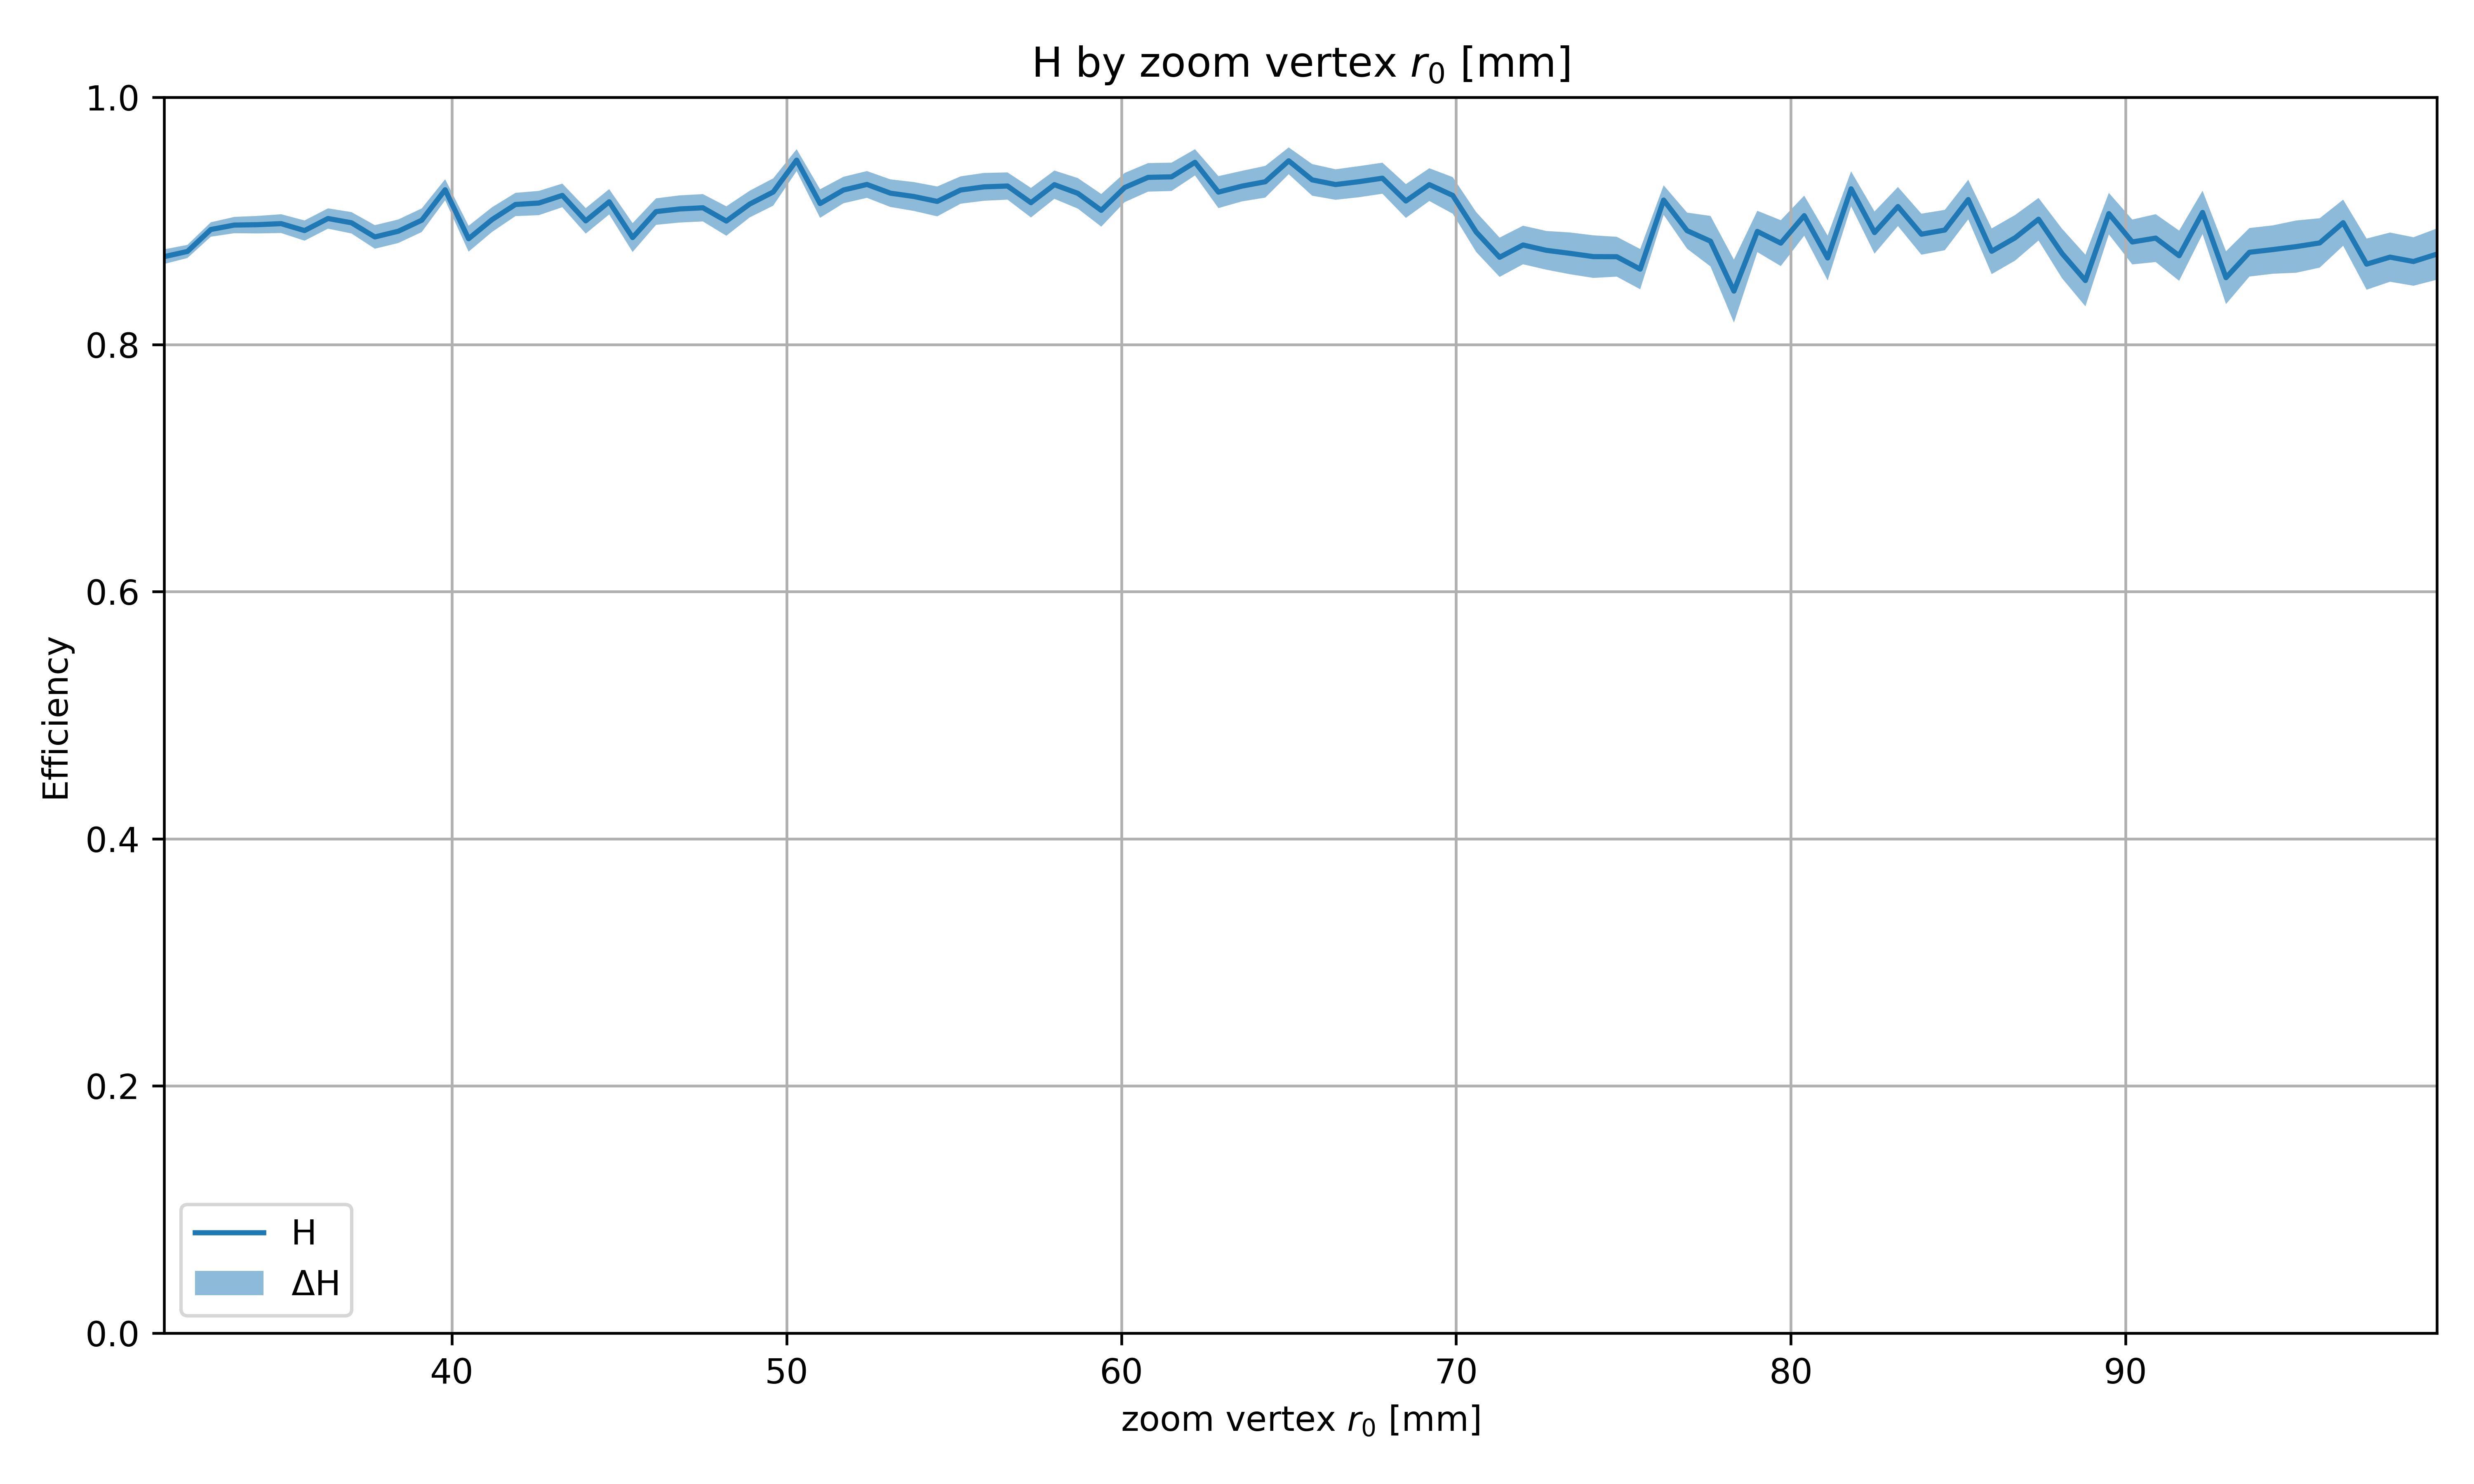 H by zoom vertex r₀ [mm]
1.0
0.8
0.6
0.4
0.2
0.0
Efficiency
H
ΔH
40 50 60 70 80 90
zoom vertex r₀ [mm]